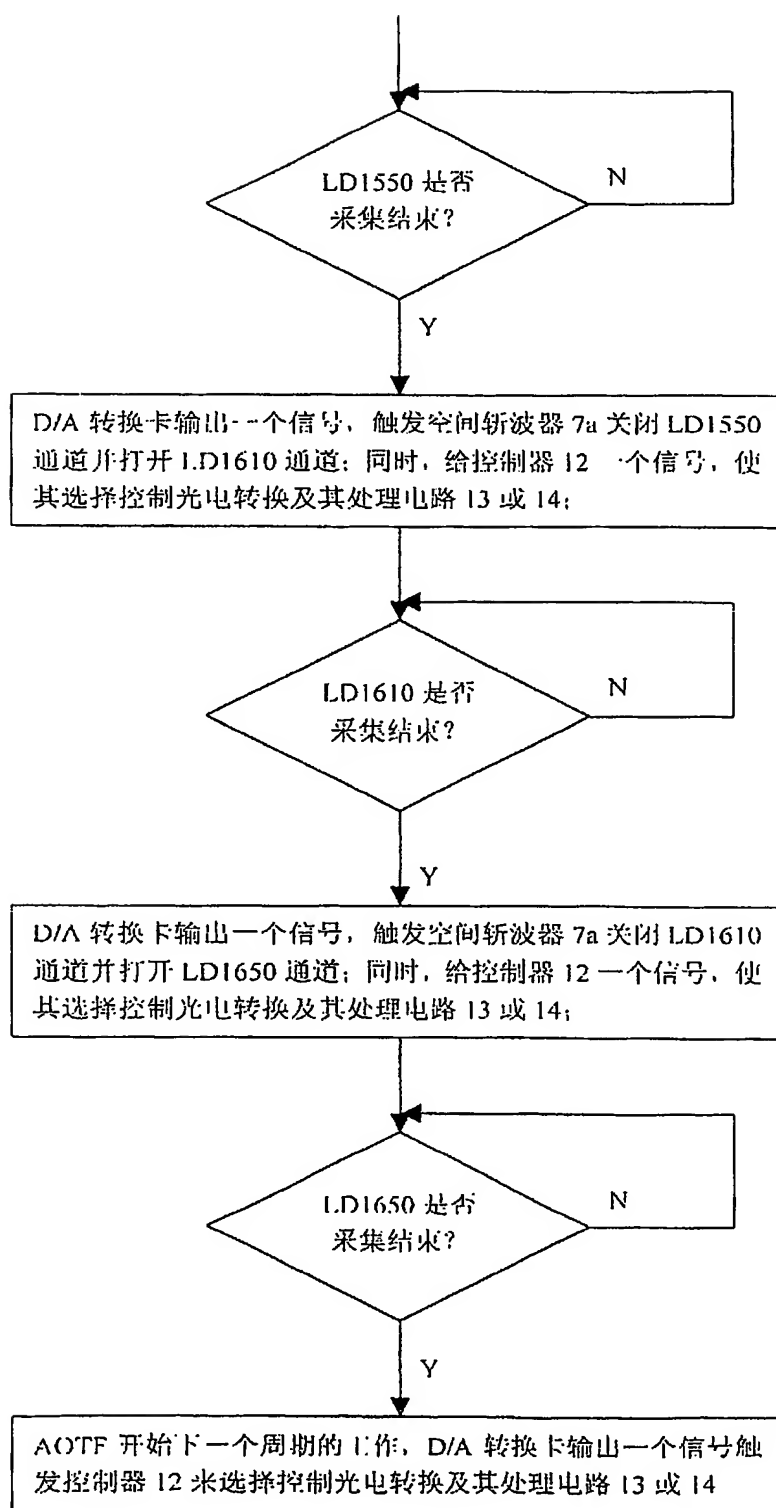 LD1550 是否
采集结束？
N
Y
D/A 转换卡输出一个信号，触发空间斩波器 7a 关闭 LD1550
通道并打开 LD1610 通道；同时，给控制器 12 一个信号，使
其选择控制光电转换及其处理电路 13 或 14；
LD1610 是否
采集结束？
N
Y
D/A 转换卡输出一个信号，触发空间斩波器 7a 关闭 LD1610
通道并打开 LD1650 通道；同时，给控制器 12 一个信号，使
其选择控制光电转换及其处理电路 13 或 14；
LD1650 是否
采集结束？
N
Y
AOTF 开始下一个周期的工作，D/A 转换卡输出一个信号触
发控制器 12 来选择控制光电转换及其处理电路 13 或 14